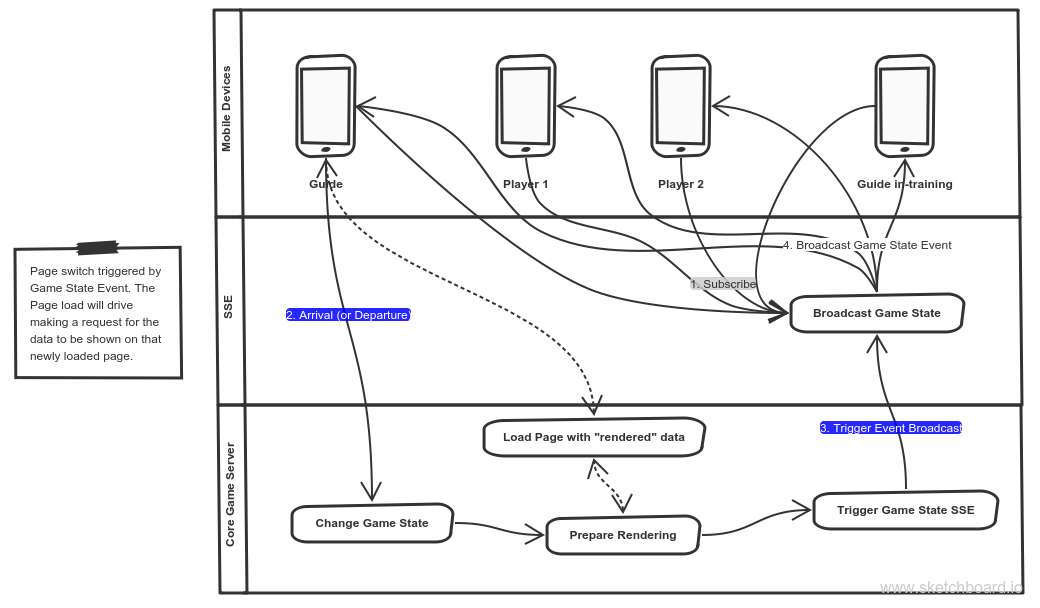 Mobile Devices
Guide
Player 1
Player 2
Guide in-training
4. Broadcast Game State Event
Page switch triggered by
Game State Event. The
Page load will drive
making a request for the
data to be shown on that
newly loaded page.
SSE
1. Subscribe
2. Arrival (or Departure)
Broadcast Game State
3. Trigger Event Broadcast
Core Game Server
Load Page with "rendered" data
Change Game State
Prepare Rendering
Trigger Game State SSE
www.sketchboard.io